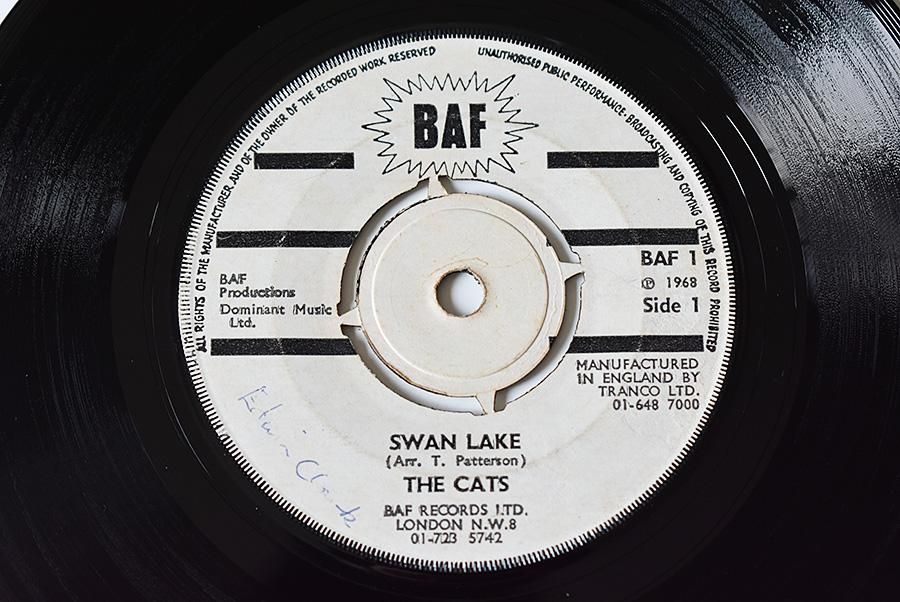 ALL RIGHTS OF THE MANUFACTURER AND OF THE OWNER OF THE RECORDED WORK RESERVED
UNAUTHORISED PUBLIC PERFORMANCE · BROADCASTING AND COPYING OF THIS RECORD PROHIBITED
BAF
BAF
Productions
Dominant Music
Ltd.
BAF 1
℗ 1968
Side 1
MANUFACTURED
IN ENGLAND BY
TRANCO LTD.
01-648 7000
SWAN LAKE
(Arr. T. Patterson)
THE CATS
BAF RECORDS LTD.
LONDON N.W.8
01-723 5742